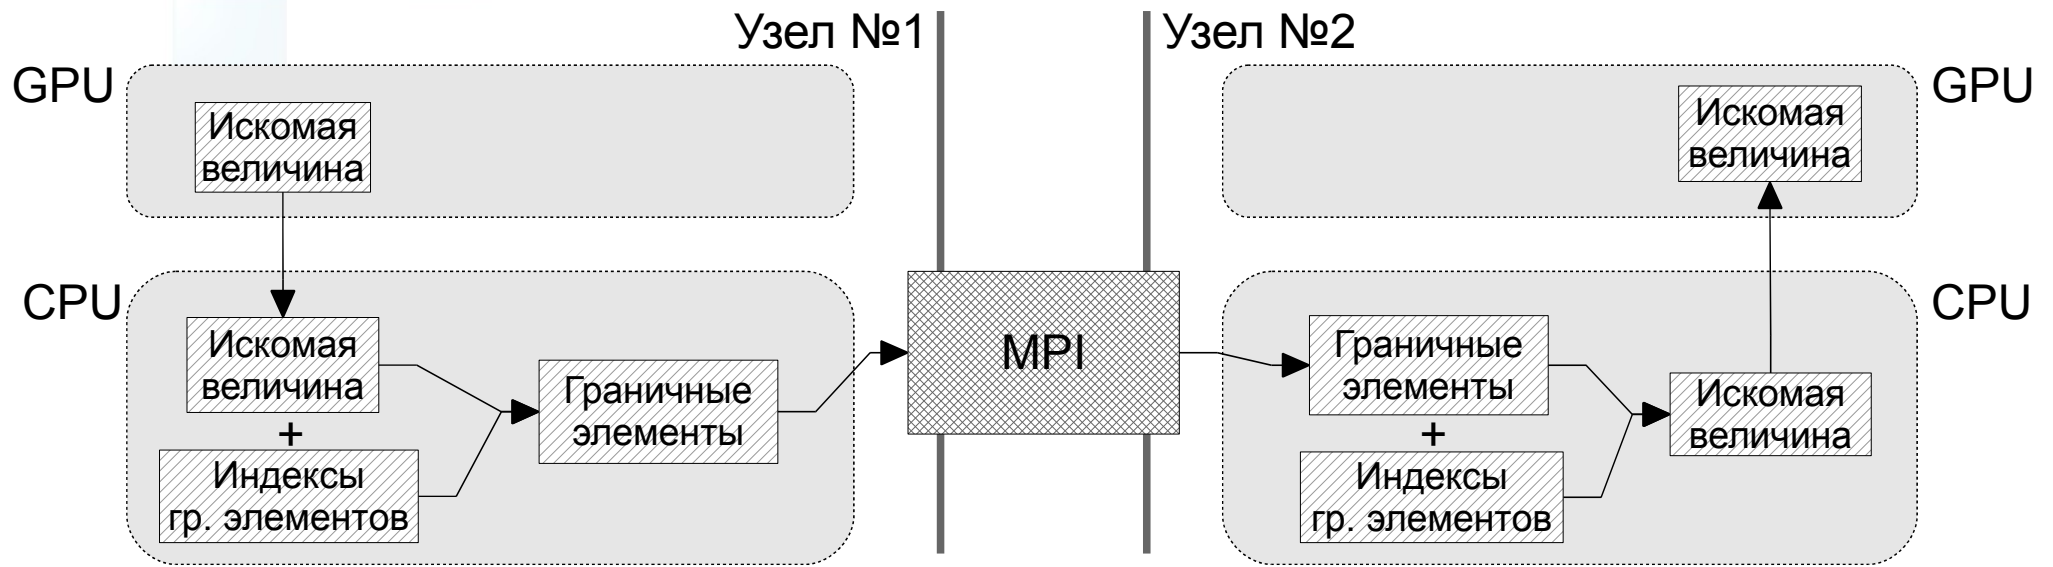 Узел №1
Узел №2
GPU
GPU
Искомая
величина
Искомая
величина
CPU
CPU
Искомая
величина
+
Индексы
гр. элементов
Граничные
элементы
MPI
Граничные
элементы
+
Индексы
гр. элементов
Искомая
величина